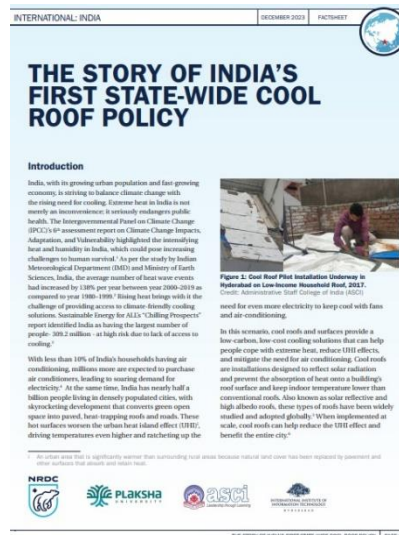 INTERNATIONAL: INDIA
DECEMBER 2023
FACTSHEET
THE STORY OF INDIA'S
FIRST STATE-WIDE COOL
ROOF POLICY
Introduction
India, with its growing urban population and fast-growing
economy, is striving to balance climate change with
the rising need for cooling. Extreme heat in India is not
merely an inconvenience; it seriously endangers public
health. The Intergovernmental Panel on Climate Change
(IPCC)'s 6th assessment report on Climate Change Impacts,
Adaptation, and Vulnerability highlighted the intensifying
heat and humidity in India, which could pose increasing
challenges to human survival.
As per the study by Indian
Meteorological Department (IMD) and Ministry of Earth
Sciences, India, the average number of heat wave events
had increased by 138% per year between year 2000-2019 as
compared to year 1980-1999.
Rising heat brings with it the
challenge of providing access to climate-friendly cooling
solutions. Sustainable Energy for ALL's "Chilling Prospects"
report identified India as having the largest number of
people- 309.2 million - at high risk due to lack of access to
cooling.
With less than 10% of India's households having air
conditioning, millions more are expected to purchase
air conditioners, leading to soaring demand for
electricity.
At the same time, India has nearly half a
billion people living in densely populated cities, with
skyrocketing development that converts green open
space into paved, heat-trapping roofs and roads. These
hot surfaces worsen the urban heat island effect (UHI),
driving temperatures even higher and ratcheting up the
Figure 1: Cool Roof Pilot Installation Underway in
Hyderabad on Low-income Household Roof, 2017.
Credit: Administrative Staff College of India (ASCI)
need for even more electricity to keep cool with fans
and air-conditioning.
In this scenario, cool roofs and surfaces provide a
low-carbon, low-cost cooling solutions that can help
people cope with extreme heat, reduce UHI effects,
and mitigate the need for air conditioning. Cool roofs
are installations designed to reflect solar radiation
and prevent the absorption of heat onto a building's
roof surface and keep indoor temperature lower than
conventional roofs. Also known as solar reflective and
high albedo roofs, these types of roofs have been widely
studied and adopted globally.
When implemented at
scale, cool roofs can help reduce the UHI effect and
benefit the entire city.
An urban area that is significantly warmer than surrounding rural areas because natural land cover has been replaced by pavement and
other surfaces that absorb and retain heat.
NRDC
PLAKSHA
UNIVERSITY
asci
Leadership through Learning
INTERNATIONAL INSTITUTE OF
INFORMATION TECHNOLOGY
HYDERABAD